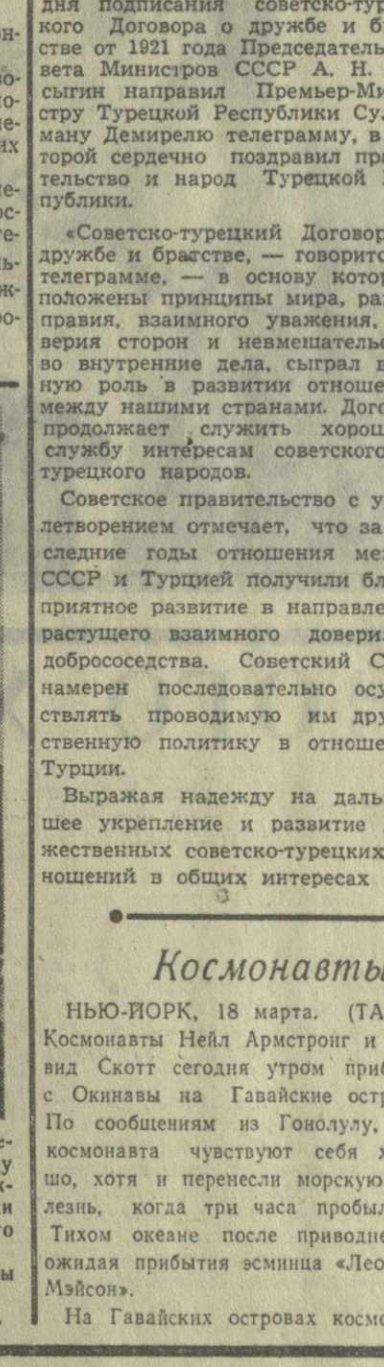 дня подписания советско-тур
кого Договора о дружбе и б
стве от 1921 года Председатель
вета Министров СССР А. Н.
сыгин направил Премьер-Ми
стру Турецкой Республики Су
ману Демирелю телеграмму, в
торой сердечно поздравил пр
тельство и народ Турецкой
публики.
«Советско-турецкий Договор
дружбе и братстве, — говоритс
телеграмме, — в основу котор
положены принципы мира, ра
правия, взаимного уважения,
верия сторон и невмешательс
во внутренние дела, сыграл в
ную роль в развитии отноше
между нашими странами. Дого
продолжает служить хорош
службу интересам советского
турецкого народов.
Советское правительство с у
летворением отмечает, что за
следние годы отношения ме
СССР и Турцией получили бл
приятное развитие в направле
растущего взаимного довери
добрососедства. Советский С
намерен последовательно осу
ствлять проводимую им дру
ственную политику в отноше
Турции.
Выражая надежду на даль
шее укрепление и развитие
жественных советско-турецких
ношений в общих интересах
Космонавты
НЬЮ-ЙОРК, 18 марта. (ТА
Космонавты Нейл Армстронг и
вид Скотт сегодня утром приб
с Окинавы на Гавайские остр
По сообщениям из Гонолулу,
космонавта чувствуют себя х
шо, хотя и перенесли морскую
лезнь, когда три часа пробыл
Тихом океане после приводне
ожидая прибытия эсминца «Лео
Мэйсон».
На Гавайских островах космо